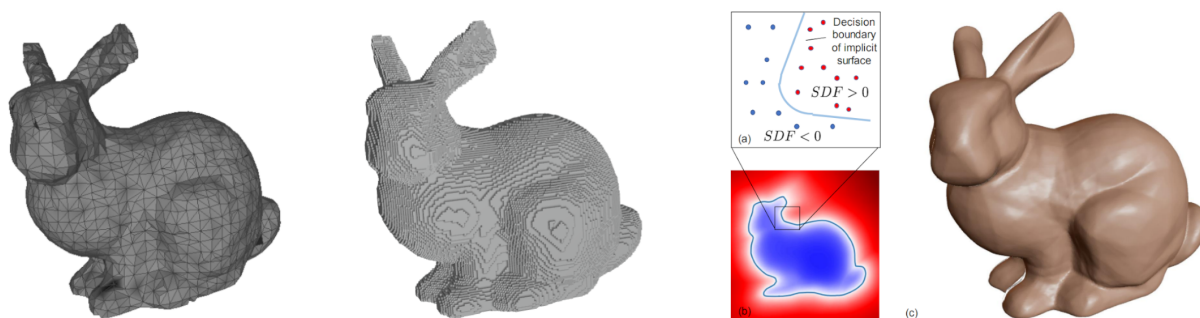 Decision
boundary
of implicit
surface
SDF > 0
(a)
SDF < 0
(b)
(c)